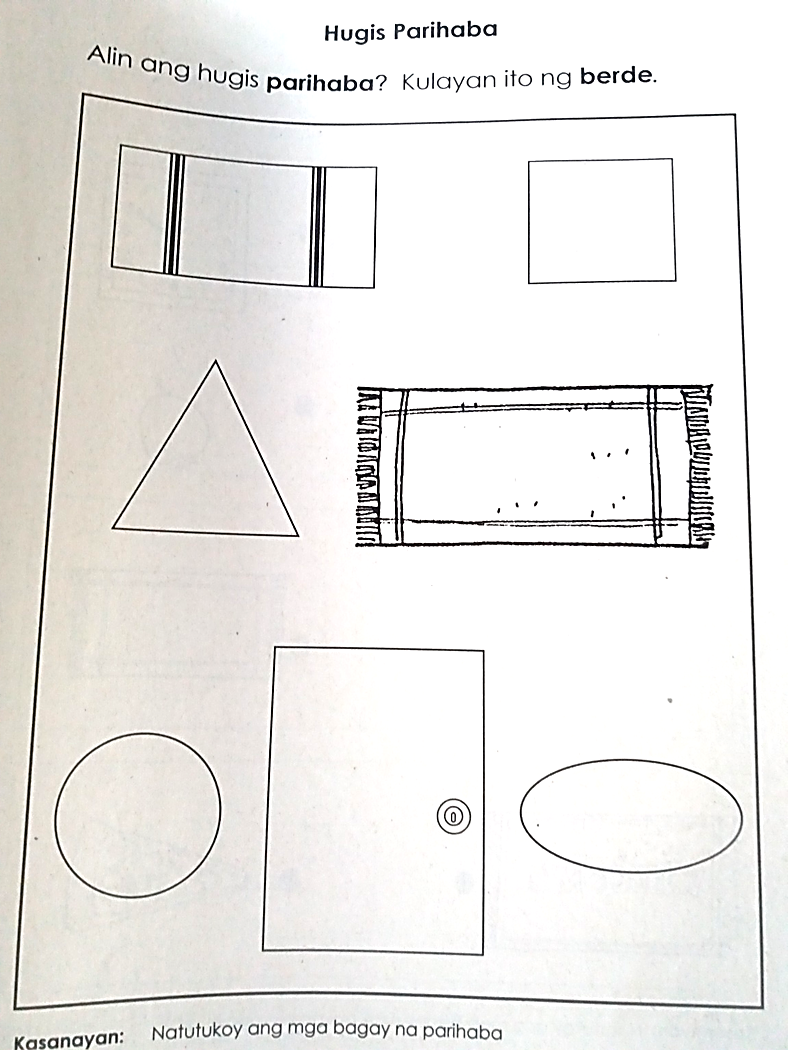 Hugis Parihaba
Alin ang hugis parihaba? Kulayan ito ng berde.
Kasanayan: Natutukoy ang mga bagay na parihaba